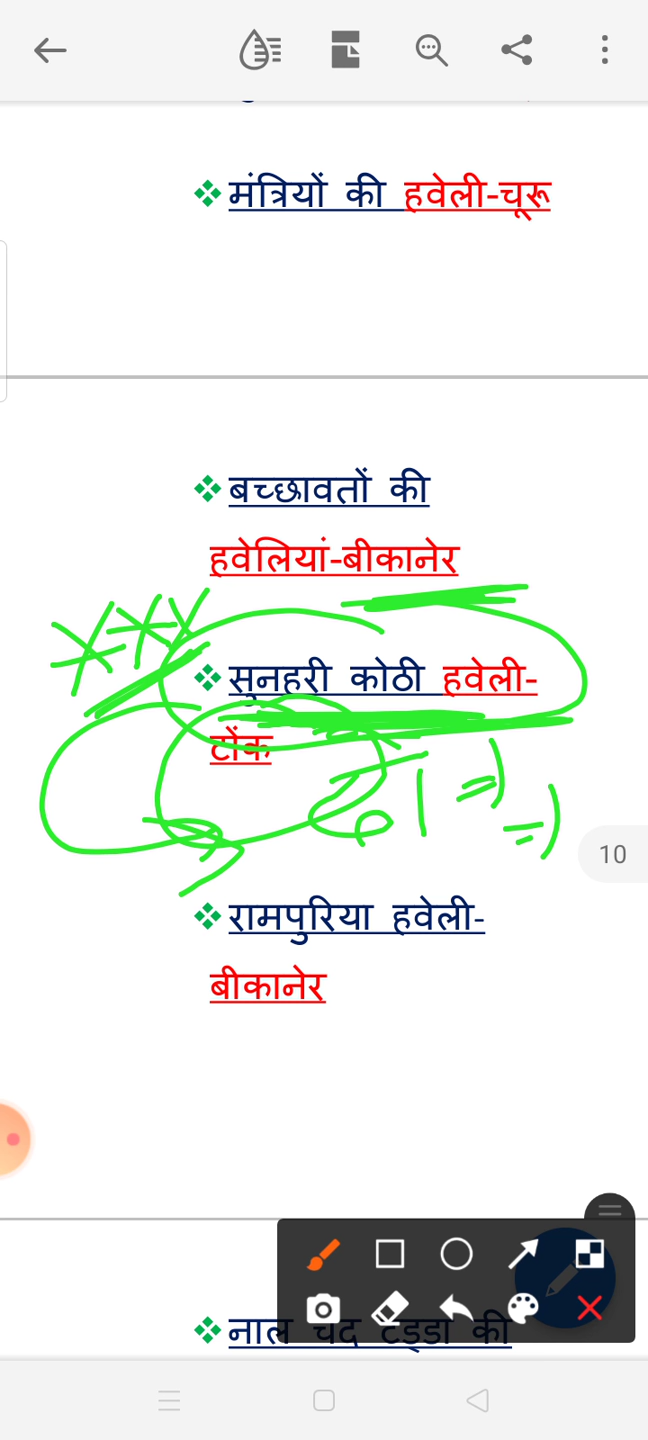 ❖ मंत्रियों की हवेली-चूरू
❖ बच्छावतों की
हवेलियां-बीकानेर
❖ सुनहरी कोठी हवेली-
टोंक
10
❖ रामपुरिया हवेली-
बीकानेर
❖ नाल चंद ढड्डा की